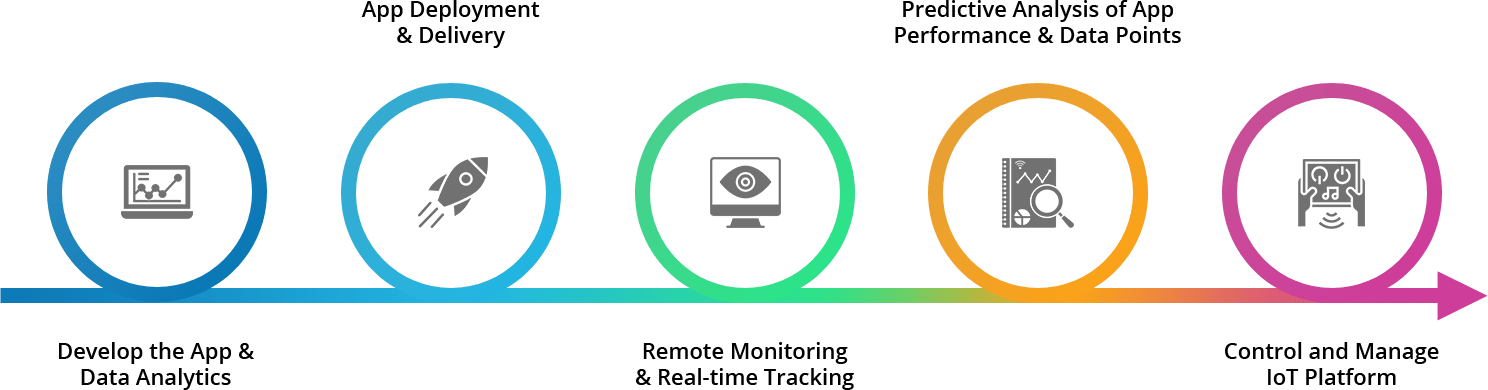 App Deployment
& Delivery
Predictive Analysis of App
Performance & Data Points
Develop the App &
Data Analytics
Remote Monitoring
& Real-time Tracking
Control and Manage
IoT Platform